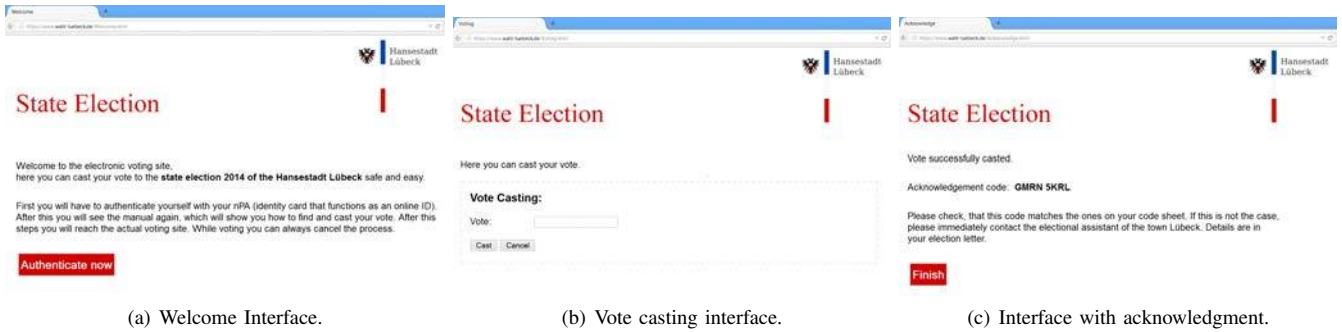 Welcome
Hansestadt
Lübeck
State Election
Welcome to the electronic voting site,
here you can cast your vote to the state election 2014 of the Hansestadt Lübeck safe and easy.
First you will have to authenticate yourself with your nPA (identity card that functions as an online ID).
After this you will see the manual again, which will show you how to find and cast your vote. After this
steps you will reach the actual voting site. While voting you can always cancel the process.
Authenticate now
(a) Welcome Interface.
Voting
Hansestadt
Lübeck
State Election
Here you can cast your vote.
Vote Casting:
Vote:
Cast Cancel
(b) Vote casting interface.
Acknowledge
Hansestadt
Lübeck
State Election
Vote successfully casted.
Acknowledgement code: GMRN 5KRL
Please check, that this code matches the ones on your code sheet. If this is not the case,
please immediately contact the electional assistant of the town Lübeck. Details are in
your election letter.
Finish
(c) Interface with acknowledgment.